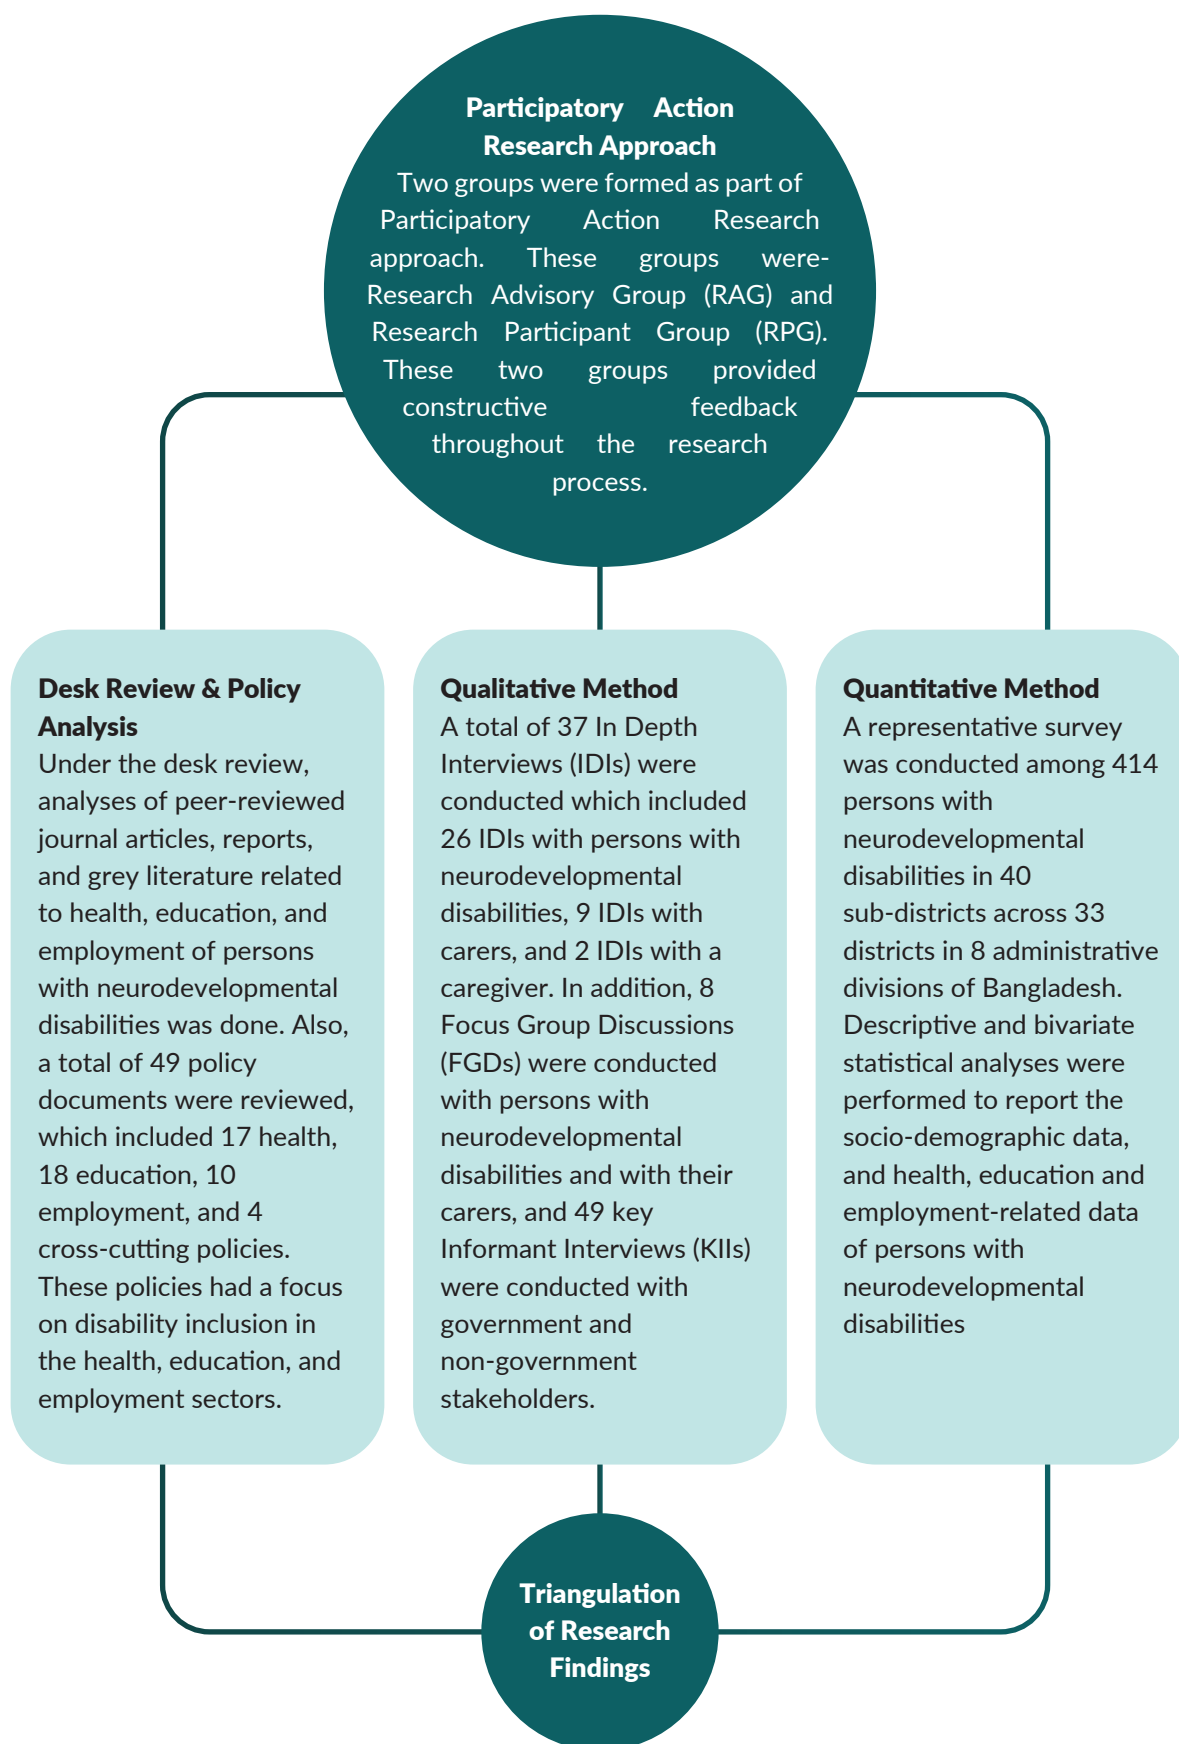 Participatory Action
Research Approach
Two groups were formed as part of
Participatory Action Research
approach. These groups were-
Research Advisory Group (RAG) and
Research Participant Group (RPG).
These two groups provided
constructive feedback
throughout the research
process.
Desk Review & Policy
Analysis
Under the desk review,
analyses of peer-reviewed
journal articles, reports,
and grey literature related
to health, education, and
employment of persons
with neurodevelopmental
disabilities was done. Also,
a total of 49 policy
documents were reviewed,
which included 17 health,
18 education, 10
employment, and 4
cross-cutting policies.
These policies had a focus
on disability inclusion in
the health, education, and
employment sectors.
Qualitative Method
A total of 37 In Depth
Interviews (IDIs) were
conducted which included
26 IDIs with persons with
neurodevelopmental
disabilities, 9 IDIs with
carers, and 2 IDIs with a
caregiver. In addition, 8
Focus Group Discussions
(FGDs) were conducted
with persons with
neurodevelopmental
disabilities and with their
carers, and 49 key
Informant Interviews (KIIs)
were conducted with
government and
non-government
stakeholders.
Quantitative Method
A representative survey
was conducted among 414
persons with
neurodevelopmental
disabilities in 40
sub-districts across 33
districts in 8 administrative
divisions of Bangladesh.
Descriptive and bivariate
statistical analyses were
performed to report the
socio-demographic data,
and health, education and
employment-related data
of persons with
neurodevelopmental
disabilities
Triangulation
of Research
Findings